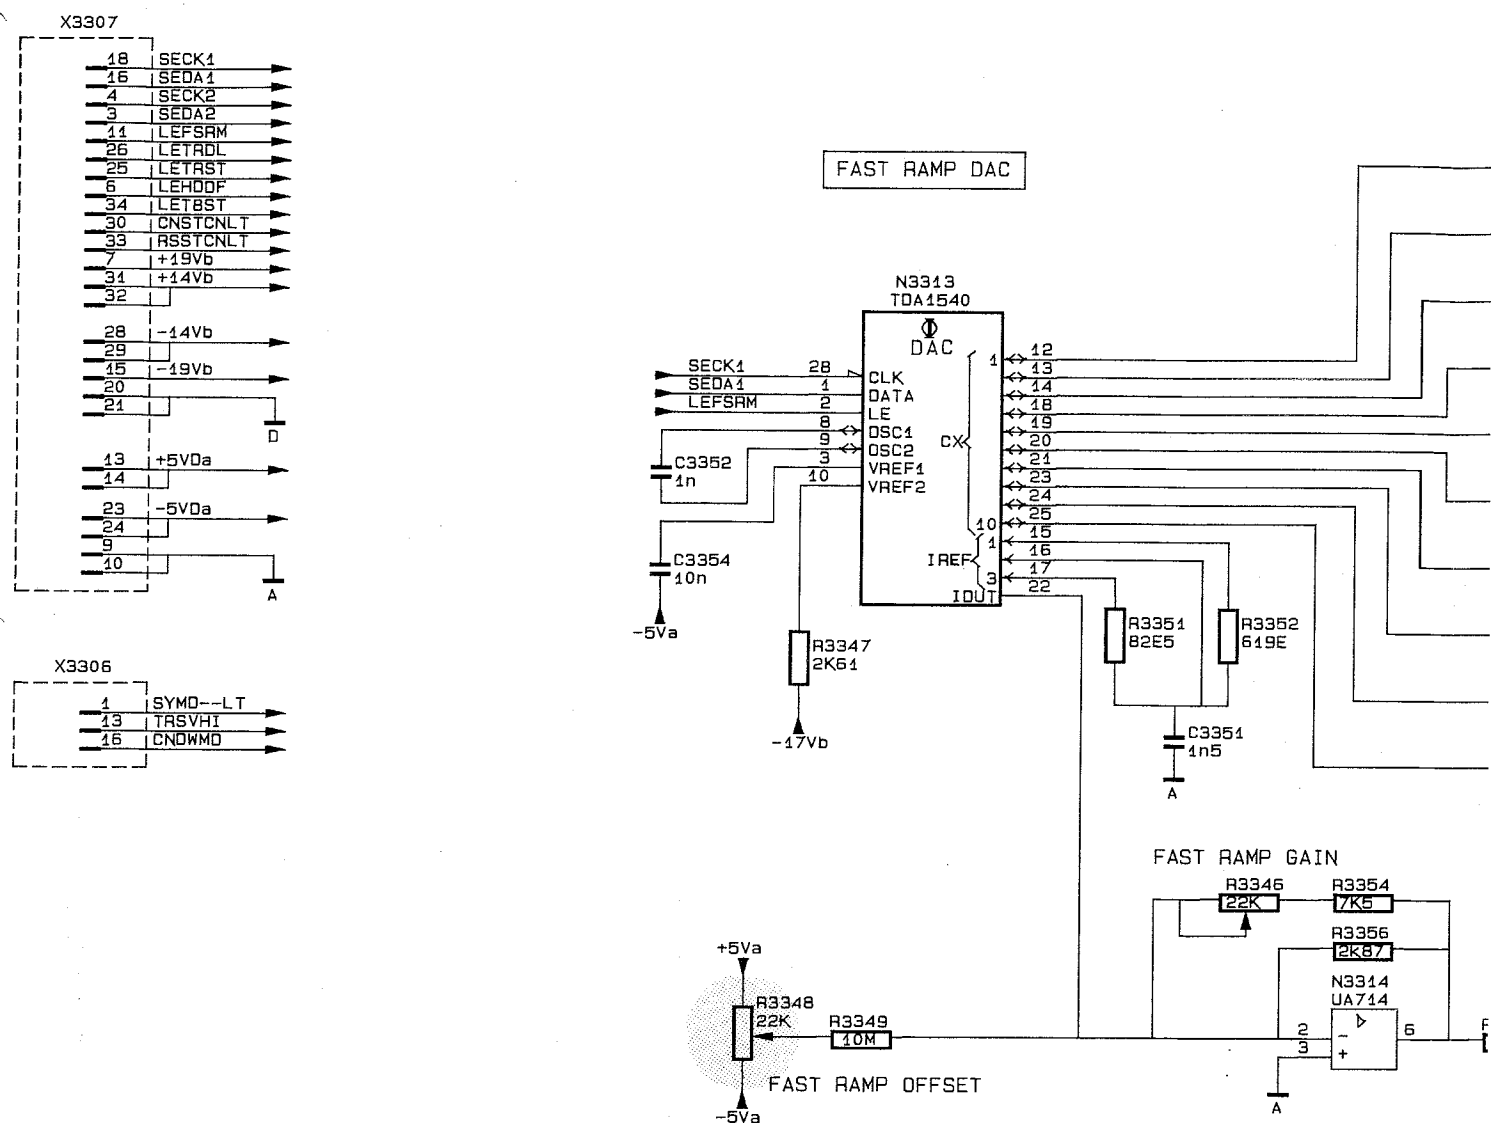 X3307
18 SECK1
16 SEDA1
4 SECK2
3 SEDA2
11 LEFSRM
26 LETRDL
25 LETRST
6 LEHODF
34 LETBST
30 CNSTCNLT
33 RSSTCNLT
7 +19Vb
31 +14Vb
32
28 -14Vb
29
15 -19Vb
20
21
D
13 +5VDa
14
23 -5VDa
24
9
10
A
X3306
1 SYMO--LT
13 TRSVHI
16 CNDWMD
FAST RAMP DAC
N3313
TDA1540
DAC
SECK1 28 CLK
SEDA1 1 DATA
LEFSRM 2 LE
8 OSC1
9 OSC2
3 VREF1
10 VREF2
CX
1 12
13
14
18
19
20
21
23
24
10 25
IREF
1 15
16
3 17
IOUT 22
C3352
1n
C3354
10n
-5Va
R3347
2K61
-17Vb
R3351
82E5
R3352
619E
C3351
1n5
A
FAST RAMP GAIN
R3346
22K
R3354
7K5
R3356
2K87
N3314
UA714
2 -
3 +
6
A
+5Va
R3348
22K
R3349
10M
FAST RAMP OFFSET
-5Va